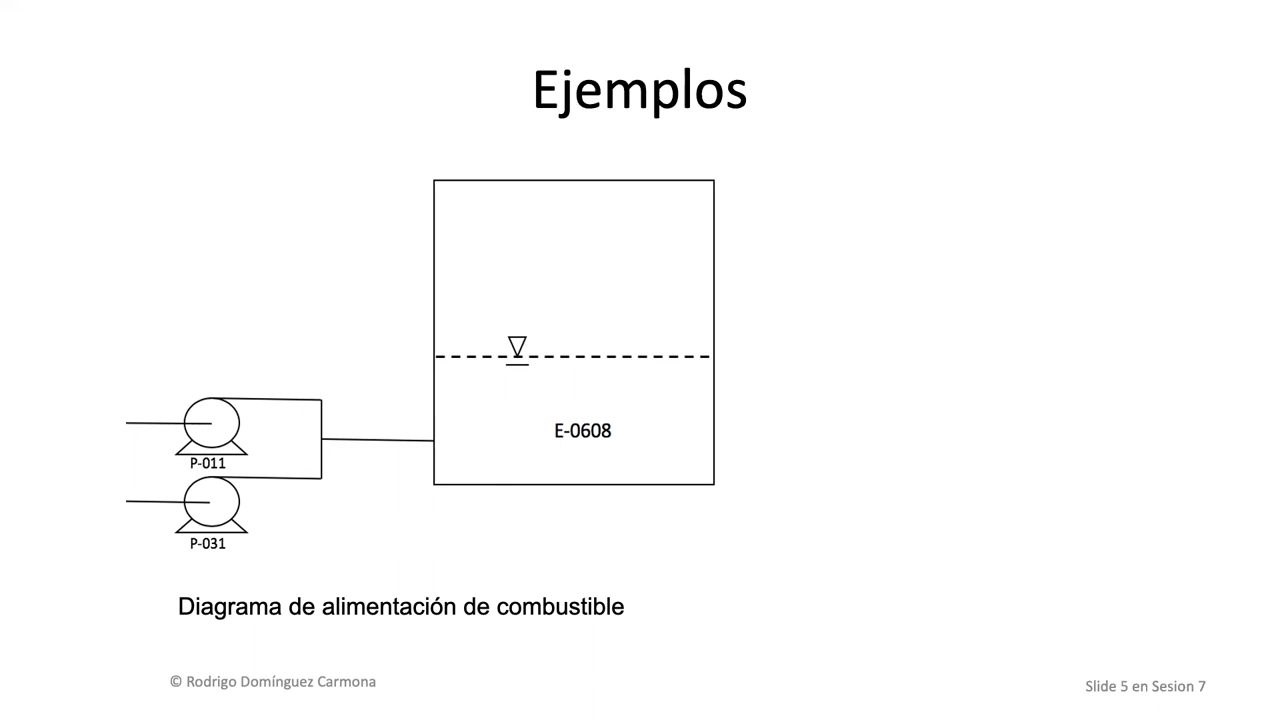 Ejemplos
E-0608
P-011
P-031
Diagrama de alimentación de combustible
© Rodrigo Domínguez Carmona
Slide 5 en Sesion 7